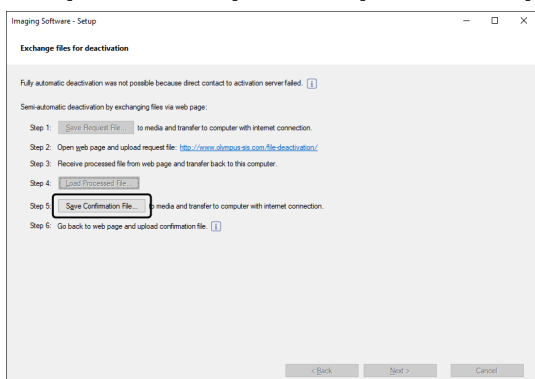 Imaging Software - Setup
Exchange files for deactivation
Fully automatic deactivation was not possible because direct contact to activation server failed. i
Semi-automatic deactivation by exchanging files via web page:
Step 1: Save Request File... to media and transfer to computer with internet connection.
Step 2: Open web page and upload request file: http://www.olympus-sis.com/file-deactivation/
Step 3: Receive processed file from web page and transfer back to this computer.
Step 4: Load Processed File...
Step 5: Save Confirmation File... to media and transfer to computer with internet connection.
Step 6: Go back to web page and upload confirmation file. i
< Back Next > Cancel